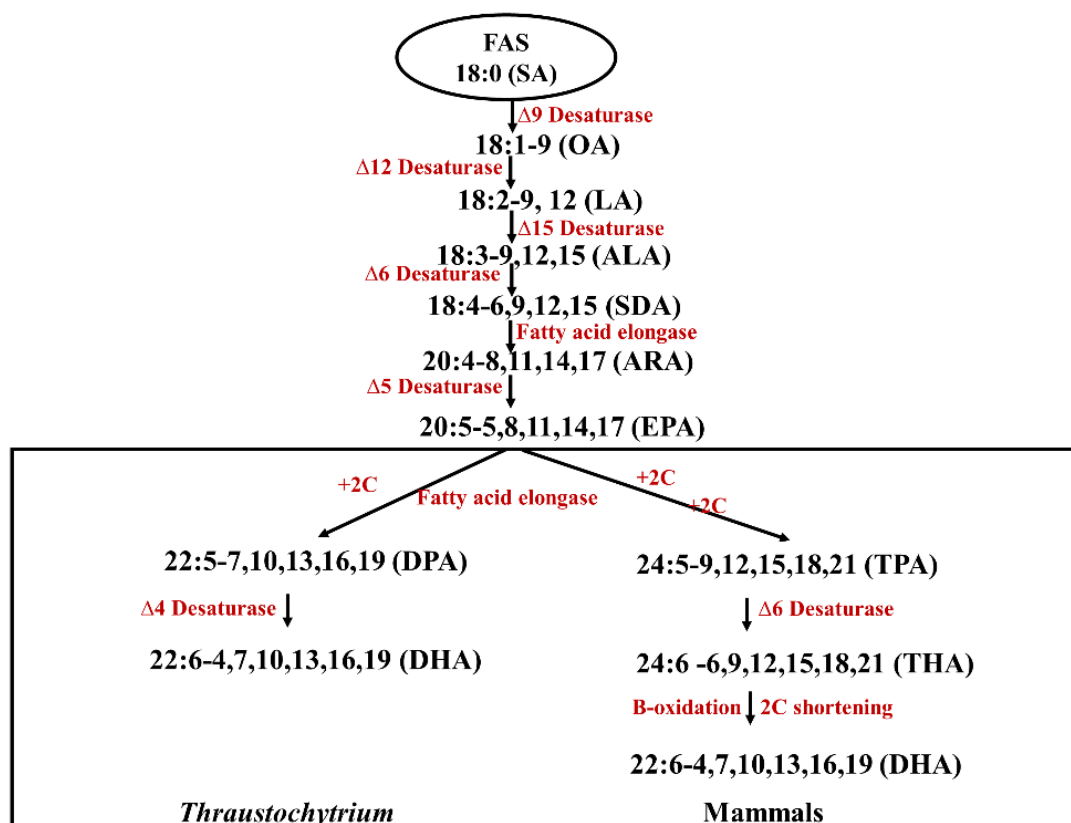 FAS
18:0 (SA)
Δ9 Desaturase
18:1-9 (OA)
Δ12 Desaturase
18:2-9, 12 (LA)
Δ15 Desaturase
18:3-9,12,15 (ALA)
Δ6 Desaturase
18:4-6,9,12,15 (SDA)
Fatty acid elongase
20:4-8,11,14,17 (ARA)
Δ5 Desaturase
20:5-5,8,11,14,17 (EPA)
+2C
Fatty acid elongase
+2C
+2C
22:5-7,10,13,16,19 (DPA)
24:5-9,12,15,18,21 (TPA)
Δ4 Desaturase
Δ6 Desaturase
22:6-4,7,10,13,16,19 (DHA)
24:6 -6,9,12,15,18,21 (THA)
B-oxidation 2C shortening
22:6-4,7,10,13,16,19 (DHA)
Thraustochytrium
Mammals